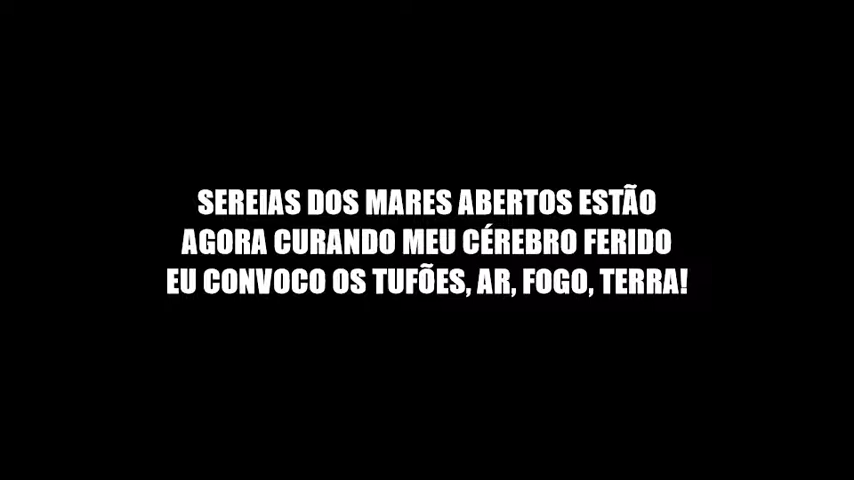 SEREIAS DOS MARES ABERTOS ESTÃO
AGORA CURANDO MEU CÉREBRO FERIDO
EU CONVOCO OS TUFÕES, AR, FOGO, TERRA!